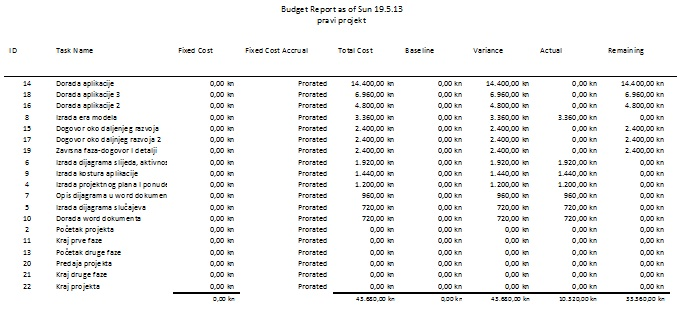 Budget Report as of Sun 19.5.13
pravi projekt
ID Task Name Fixed Cost Fixed Cost Accrual Total Cost Baseline Variance Actual Remaining
14 Dorada aplikacije 0,00 kn Prorated 14.400,00 kn 0,00 kn 14.400,00 kn 0,00 kn 14.400,00 kn
18 Dorada aplikacije 3 0,00 kn Prorated 6.960,00 kn 0,00 kn 6.960,00 kn 0,00 kn 6.960,00 kn
16 Dorada aplikacije 2 0,00 kn Prorated 4.800,00 kn 0,00 kn 4.800,00 kn 0,00 kn 4.800,00 kn
8 Izrada era modela 0,00 kn Prorated 3.360,00 kn 0,00 kn 3.360,00 kn 3.360,00 kn 0,00 kn
15 Dogovor oko daljenjeg razvoja 0,00 kn Prorated 2.400,00 kn 0,00 kn 2.400,00 kn 0,00 kn 2.400,00 kn
17 Dogovor oko daljnjeg razvoja 2 0,00 kn Prorated 2.400,00 kn 0,00 kn 2.400,00 kn 0,00 kn 2.400,00 kn
19 Zavrsna faza-dogovor i detalji 0,00 kn Prorated 2.400,00 kn 0,00 kn 2.400,00 kn 0,00 kn 2.400,00 kn
6 Izrada dijagrama slijeda, aktivnos 0,00 kn Prorated 1.920,00 kn 0,00 kn 1.920,00 kn 1.920,00 kn 0,00 kn
9 Izrada kostura aplikacije 0,00 kn Prorated 1.440,00 kn 0,00 kn 1.440,00 kn 1.440,00 kn 0,00 kn
4 Izrada projektnog plana i ponude 0,00 kn Prorated 1.200,00 kn 0,00 kn 1.200,00 kn 1.200,00 kn 0,00 kn
7 Opis dijagrama u word dokumen 0,00 kn Prorated 960,00 kn 0,00 kn 960,00 kn 960,00 kn 0,00 kn
5 Izrada dijagrama slučajeva 0,00 kn Prorated 720,00 kn 0,00 kn 720,00 kn 720,00 kn 0,00 kn
10 Dorada word dokumenta 0,00 kn Prorated 720,00 kn 0,00 kn 720,00 kn 720,00 kn 0,00 kn
2 Početak projekta 0,00 kn Prorated 0,00 kn 0,00 kn 0,00 kn 0,00 kn 0,00 kn
11 Kraj prve faze 0,00 kn Prorated 0,00 kn 0,00 kn 0,00 kn 0,00 kn 0,00 kn
13 Početak druge faze 0,00 kn Prorated 0,00 kn 0,00 kn 0,00 kn 0,00 kn 0,00 kn
20 Predaja projekta 0,00 kn Prorated 0,00 kn 0,00 kn 0,00 kn 0,00 kn 0,00 kn
21 Kraj druge faze 0,00 kn Prorated 0,00 kn 0,00 kn 0,00 kn 0,00 kn 0,00 kn
22 Kraj projekta 0,00 kn Prorated 0,00 kn 0,00 kn 0,00 kn 0,00 kn 0,00 kn
0,00 kn 43.680,00 kn 0,00 kn 43.680,00 kn 10.320,00 kn 33.360,00 kn